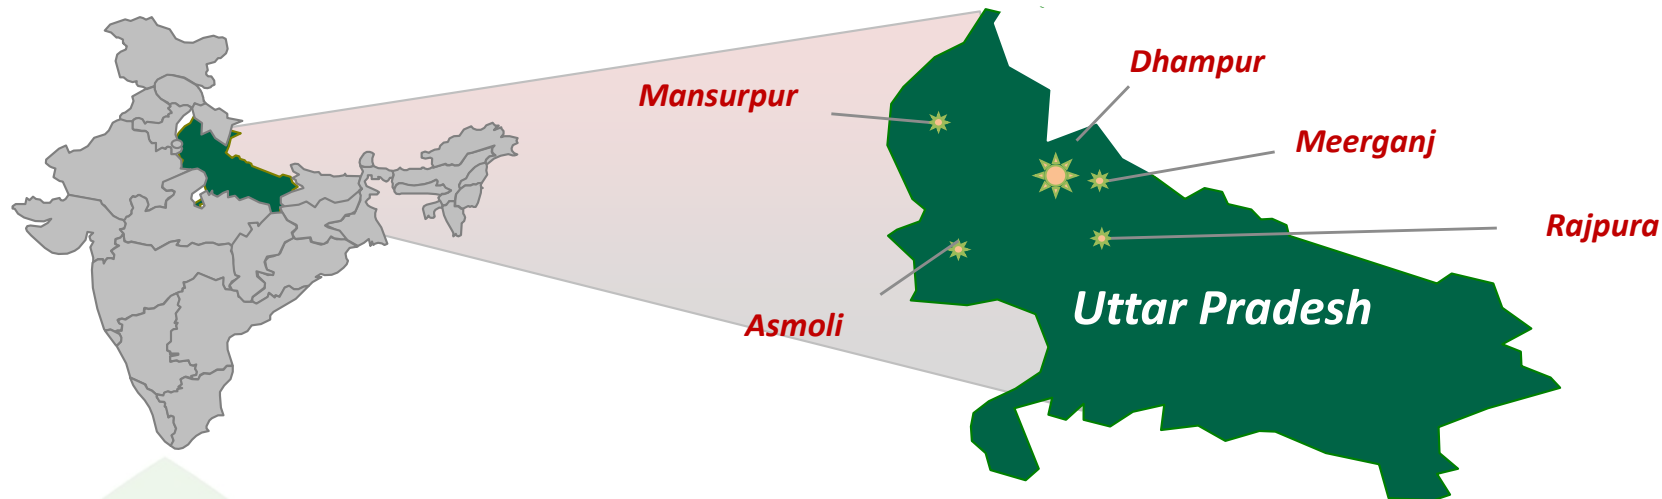 Dhampur
Mansurpur
Meerganj
Rajpura
Uttar Pradesh
Asmoli